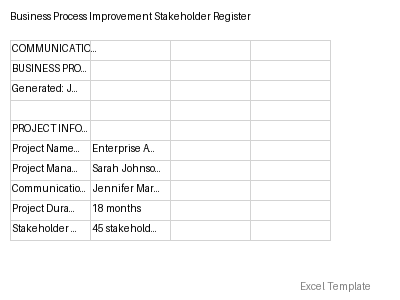 Business Process Improvement Stakeholder Register
COMMUNICATIO...
BUSINESS PRO...
Generated: J...
PROJECT INFO...
Project Name... Enterprise A...
Project Mana... Sarah Johnso...
Communicatio... Jennifer Mar...
Project Dura... 18 months
Stakeholder ... 45 stakehold...
Excel Template